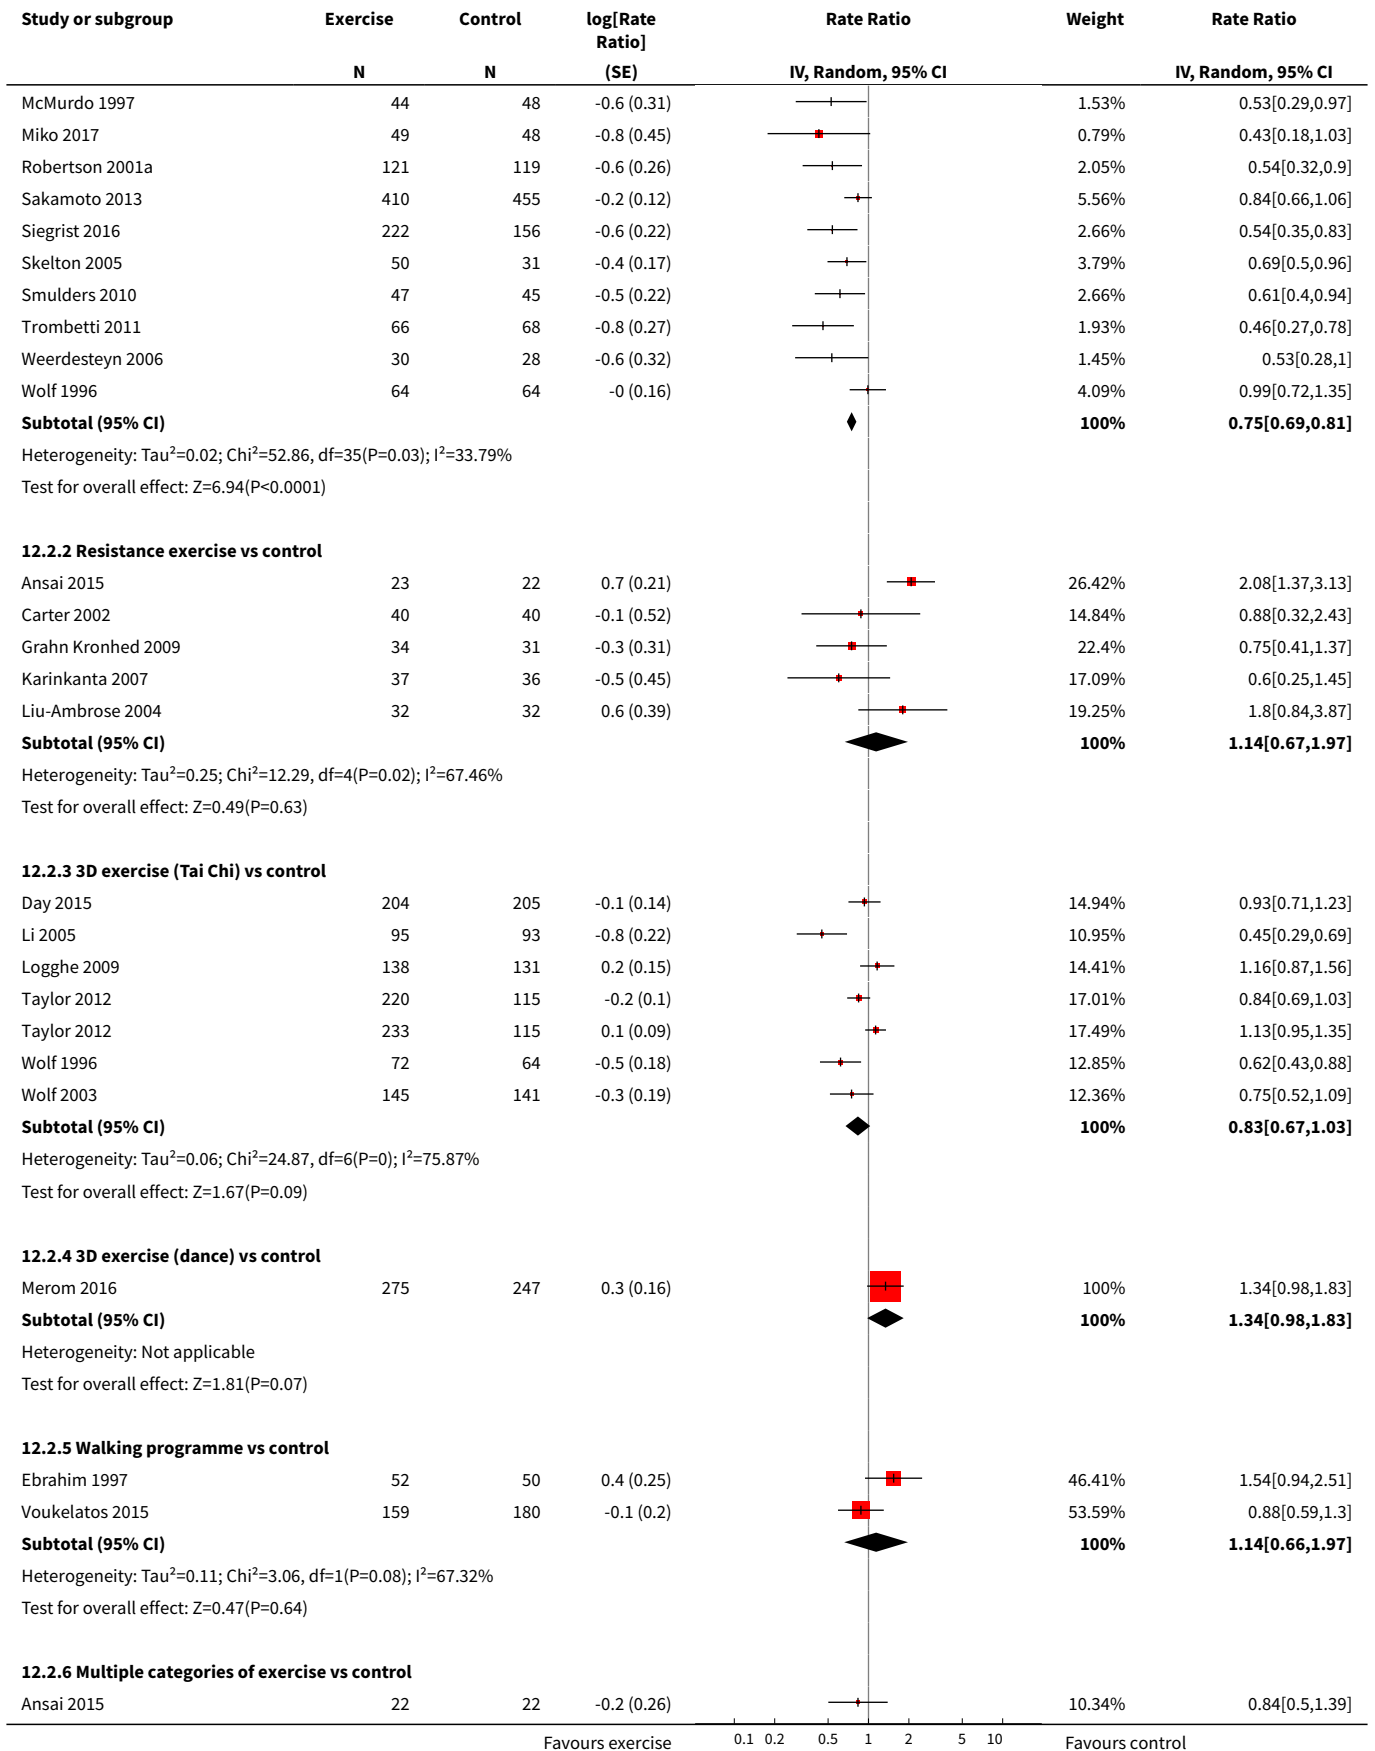 Study or subgroup Exercise Control log[Rate Ratio] Rate Ratio Weight Rate Ratio
N N (SE) IV, Random, 95% CI IV, Random, 95% CI
McMurdo 1997 44 48 -0.6 (0.31) 1.53% 0.53[0.29,0.97]
Miko 2017 49 48 -0.8 (0.45) 0.79% 0.43[0.18,1.03]
Robertson 2001a 121 119 -0.6 (0.26) 2.05% 0.54[0.32,0.9]
Sakamoto 2013 410 455 -0.2 (0.12) 5.56% 0.84[0.66,1.06]
Siegrist 2016 222 156 -0.6 (0.22) 2.66% 0.54[0.35,0.83]
Skelton 2005 50 31 -0.4 (0.17) 3.79% 0.69[0.5,0.96]
Smulders 2010 47 45 -0.5 (0.22) 2.66% 0.61[0.4,0.94]
Trombetti 2011 66 68 -0.8 (0.27) 1.93% 0.46[0.27,0.78]
Weerdesteyn 2006 30 28 -0.6 (0.32) 1.45% 0.53[0.28,1]
Wolf 1996 64 64 -0 (0.16) 4.09% 0.99[0.72,1.35]
Subtotal (95% CI) 100% 0.75[0.69,0.81]
Heterogeneity: Tau²=0.02; Chi²=52.86, df=35(P=0.03); I²=33.79%
Test for overall effect: Z=6.94(P<0.0001)
12.2.2 Resistance exercise vs control
Ansai 2015 23 22 0.7 (0.21) 26.42% 2.08[1.37,3.13]
Carter 2002 40 40 -0.1 (0.52) 14.84% 0.88[0.32,2.43]
Grahn Kronhed 2009 34 31 -0.3 (0.31) 22.4% 0.75[0.41,1.37]
Karinkanta 2007 37 36 -0.5 (0.45) 17.09% 0.6[0.25,1.45]
Liu-Ambrose 2004 32 32 0.6 (0.39) 19.25% 1.8[0.84,3.87]
Subtotal (95% CI) 100% 1.14[0.67,1.97]
Heterogeneity: Tau²=0.25; Chi²=12.29, df=4(P=0.02); I²=67.46%
Test for overall effect: Z=0.49(P=0.63)
12.2.3 3D exercise (Tai Chi) vs control
Day 2015 204 205 -0.1 (0.14) 14.94% 0.93[0.71,1.23]
Li 2005 95 93 -0.8 (0.22) 10.95% 0.45[0.29,0.69]
Logghe 2009 138 131 0.2 (0.15) 14.41% 1.16[0.87,1.56]
Taylor 2012 220 115 -0.2 (0.1) 17.01% 0.84[0.69,1.03]
Taylor 2012 233 115 0.1 (0.09) 17.49% 1.13[0.95,1.35]
Wolf 1996 72 64 -0.5 (0.18) 12.85% 0.62[0.43,0.88]
Wolf 2003 145 141 -0.3 (0.19) 12.36% 0.75[0.52,1.09]
Subtotal (95% CI) 100% 0.83[0.67,1.03]
Heterogeneity: Tau²=0.06; Chi²=24.87, df=6(P=0); I²=75.87%
Test for overall effect: Z=1.67(P=0.09)
12.2.4 3D exercise (dance) vs control
Merom 2016 275 247 0.3 (0.16) 100% 1.34[0.98,1.83]
Subtotal (95% CI) 100% 1.34[0.98,1.83]
Heterogeneity: Not applicable
Test for overall effect: Z=1.81(P=0.07)
12.2.5 Walking programme vs control
Ebrahim 1997 52 50 0.4 (0.25) 46.41% 1.54[0.94,2.51]
Voukelatos 2015 159 180 -0.1 (0.2) 53.59% 0.88[0.59,1.3]
Subtotal (95% CI) 100% 1.14[0.66,1.97]
Heterogeneity: Tau²=0.11; Chi²=3.06, df=1(P=0.08); I²=67.32%
Test for overall effect: Z=0.47(P=0.64)
12.2.6 Multiple categories of exercise vs control
Ansai 2015 22 22 -0.2 (0.26) 10.34% 0.84[0.5,1.39]
Favours exercise 0.1 0.2 0.5 1 2 5 10 Favours control